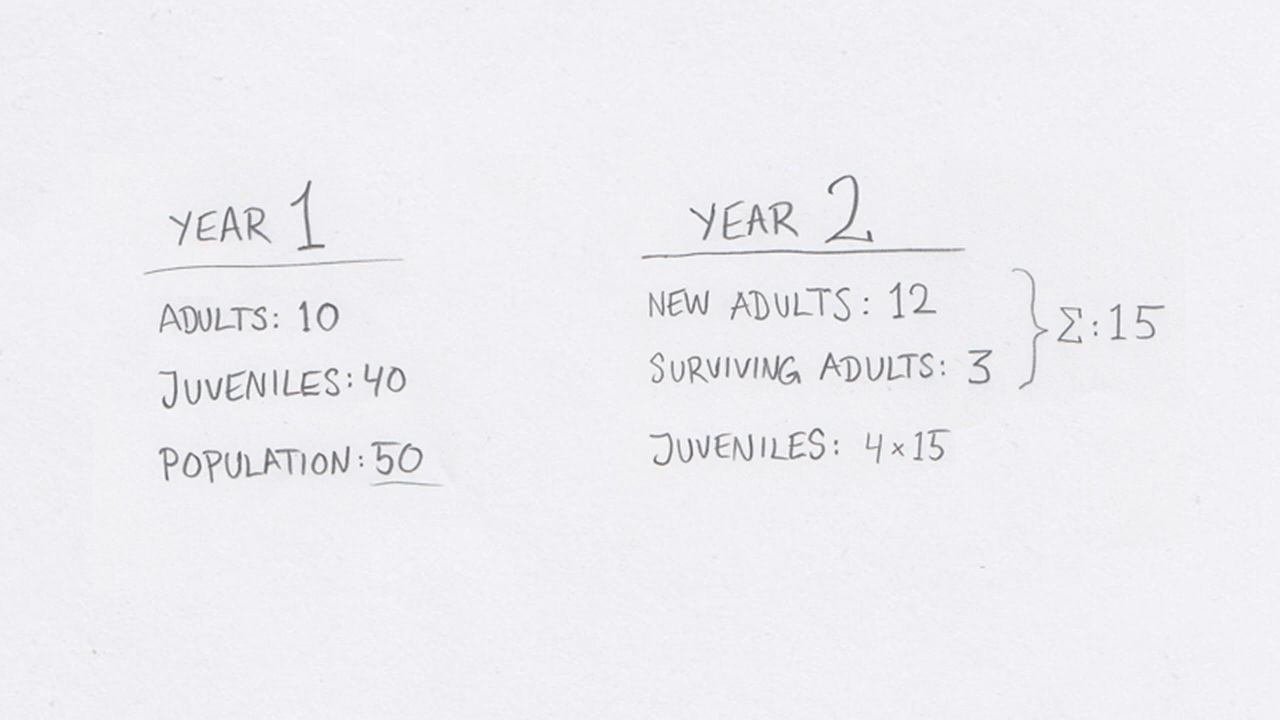 YEAR 1
ADULTS: 10
JUVENILES: 40
POPULATION: 50
YEAR 2
NEW ADULTS: 12
SURVIVING ADULTS: 3
Σ: 15
JUVENILES: 4×15